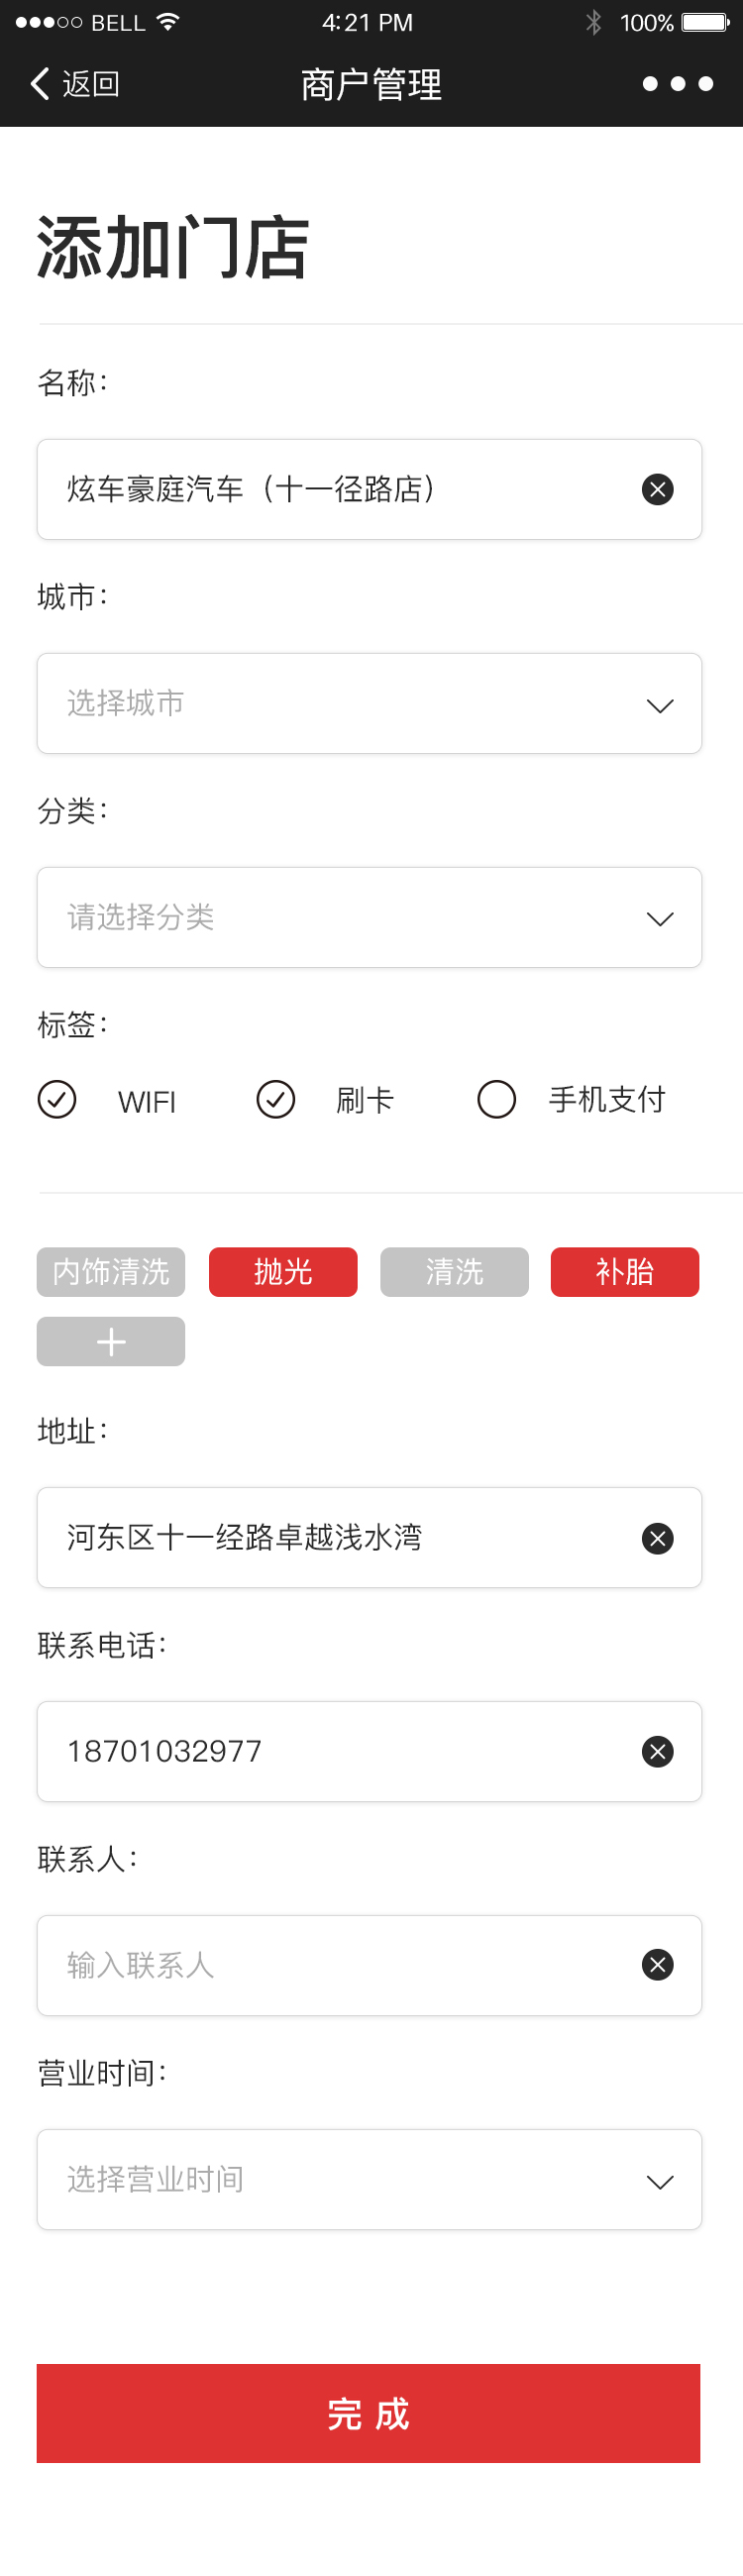 BELL 4:21 PM 100%
返回 商户管理
添加门店
名称：
炫车豪庭汽车（十一径路店）
城市：
选择城市
分类：
请选择分类
标签：
WIFI 刷卡 手机支付
内饰清洗 抛光 清洗 补胎
+
地址：
河东区十一经路卓越浅水湾
联系电话：
18701032977
联系人：
输入联系人
营业时间：
选择营业时间
完 成